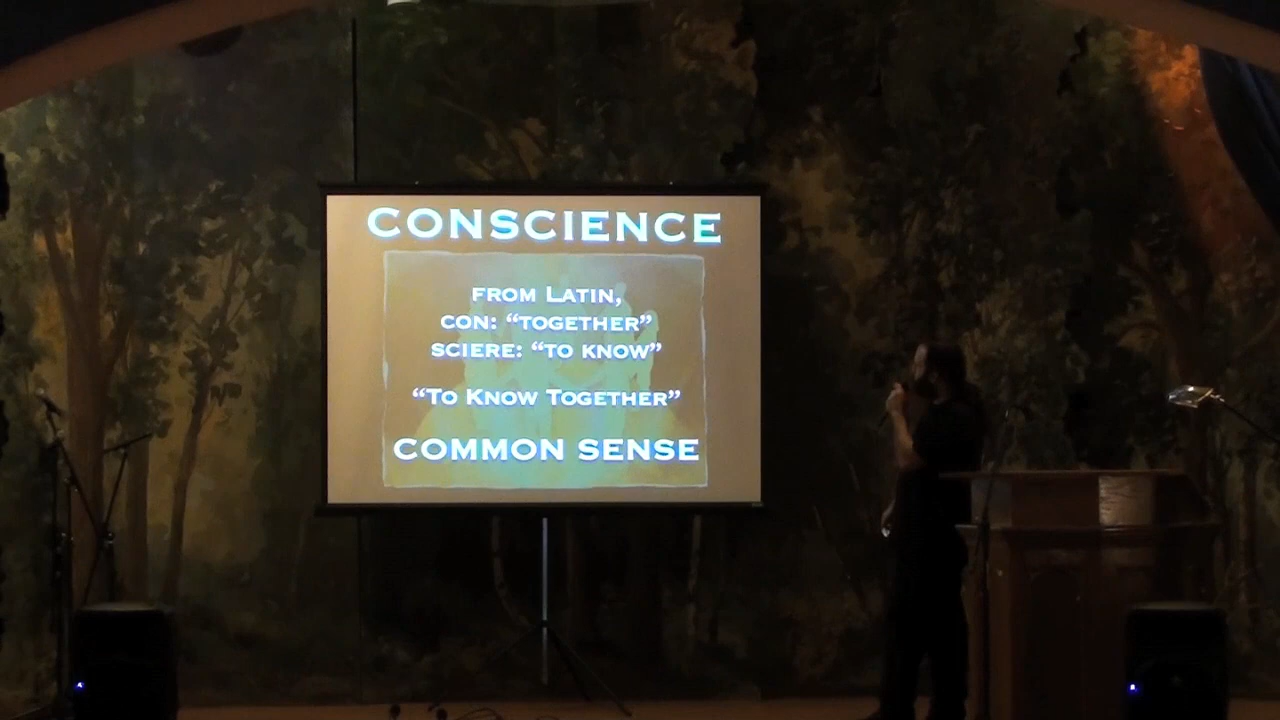 CONSCIENCE
FROM LATIN,
CON: “TOGETHER”
SCIERE: “TO KNOW”
“TO KNOW TOGETHER”
COMMON SENSE